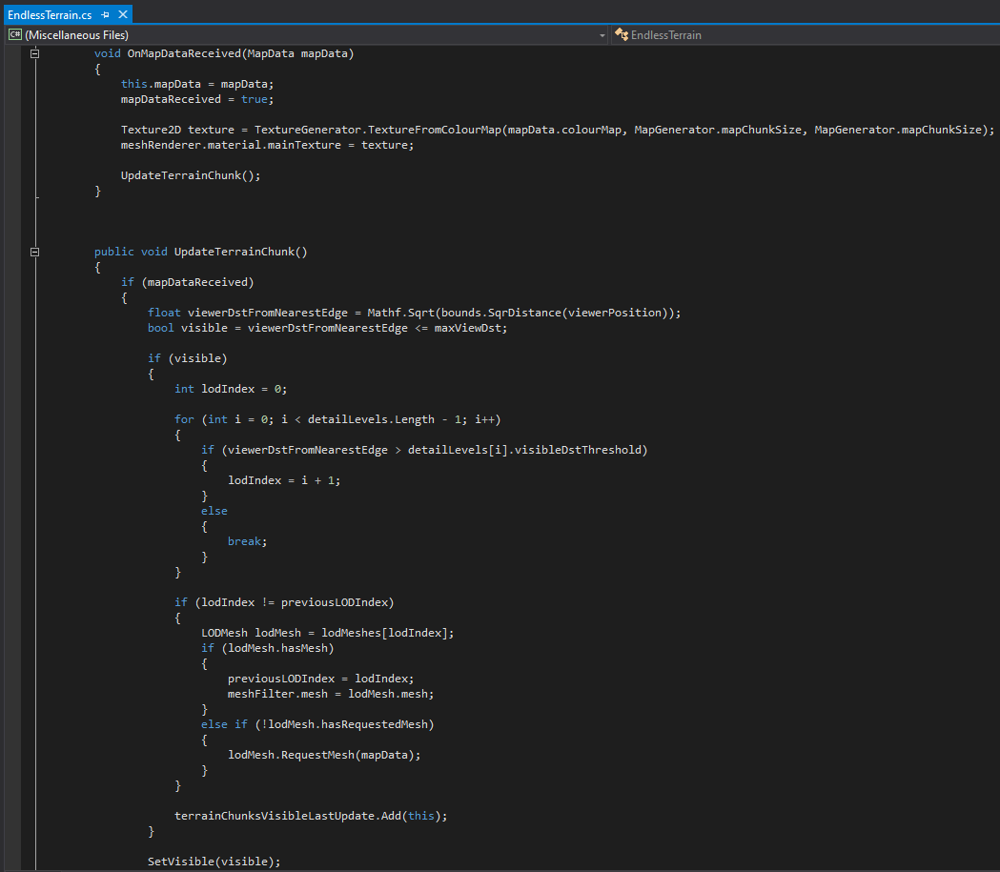 EndlessTerrain.cs
C# (Miscellaneous Files) EndlessTerrain
void OnMapDataReceived(MapData mapData)
{
this.mapData = mapData;
mapDataReceived = true;
Texture2D texture = TextureGenerator.TextureFromColourMap(mapData.colourMap, MapGenerator.mapChunkSize, MapGenerator.mapChunkSize);
meshRenderer.material.mainTexture = texture;
UpdateTerrainChunk();
}
public void UpdateTerrainChunk()
{
if (mapDataReceived)
{
float viewerDstFromNearestEdge = Mathf.Sqrt(bounds.SqrDistance(viewerPosition));
bool visible = viewerDstFromNearestEdge <= maxViewDst;
if (visible)
{
int lodIndex = 0;
for (int i = 0; i < detailLevels.Length - 1; i++)
{
if (viewerDstFromNearestEdge > detailLevels[i].visibleDstThreshold)
{
lodIndex = i + 1;
}
else
{
break;
}
}
if (lodIndex != previousLODIndex)
{
LODMesh lodMesh = lodMeshes[lodIndex];
if (lodMesh.hasMesh)
{
previousLODIndex = lodIndex;
meshFilter.mesh = lodMesh.mesh;
}
else if (!lodMesh.hasRequestedMesh)
{
lodMesh.RequestMesh(mapData);
}
}
terrainChunksVisibleLastUpdate.Add(this);
}
SetVisible(visible);